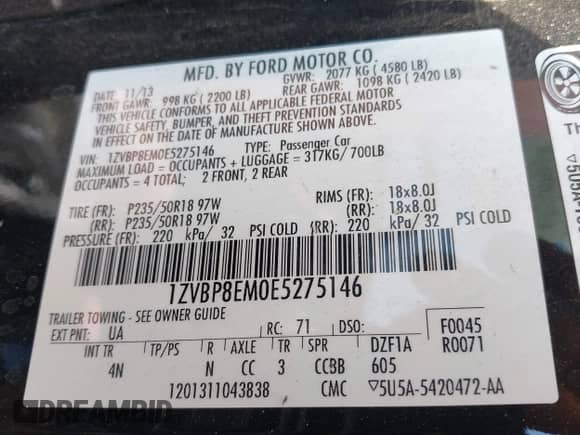 MFD. BY FORD MOTOR CO.
DATE: 11/13 GVWR: 2077 KG ( 4580 LB)
FRONT GAWR: 998 KG ( 2200 LB) REAR GAWR: 1098 KG ( 2420 LB)
THIS VEHICLE CONFORMS TO ALL APPLICABLE FEDERAL MOTOR
VEHICLE SAFETY, BUMPER, AND THEFT PREVENTION STANDARDS
IN EFFECT ON THE DATE OF MANUFACTURE SHOWN ABOVE.
VIN: 1ZVBP8EM0E5275146 TYPE: Passenger Car
MAXIMUM LOAD = OCCUPANTS + LUGGAGE = 317KG/700LB
OCCUPANTS = 4 TOTAL; 2 FRONT, 2 REAR
TIRE (FR): P235/50R18 97W RIMS (FR): 18x8.0J
(RR): P235/50R18 97W (RR): 18x8.0J
PRESSURE (FR): 220 kPa/ 32 PSI COLD (RR): 220 kPa/ 32 PSI COLD
1ZVBP8EM0E5275146
TRAILER TOWING - SEE OWNER GUIDE
EXT PNT: UA RC: 71 DSO: F0045
INT TR TP/PS R AXLE TR SPR DZF1A R0071
4N N CC 3 CCBB 605
1201311043838 CMC ▽5U5A-5420472-AA
DREAMBID